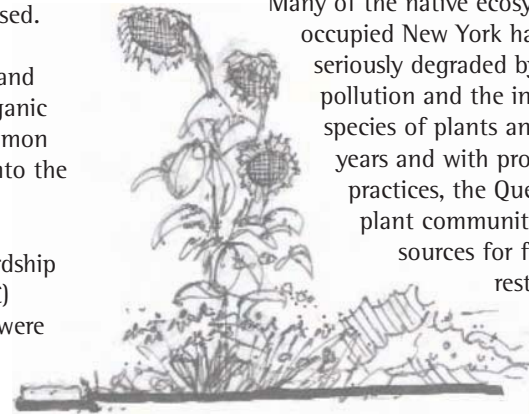 sed.
and
ganic
mon
nto the
rdship
)
were
Many of the native ecosy
occupied New York ha
seriously degraded by
pollution and the in
species of plants an
years and with pro
practices, the Que
plant communit
sources for f
rest